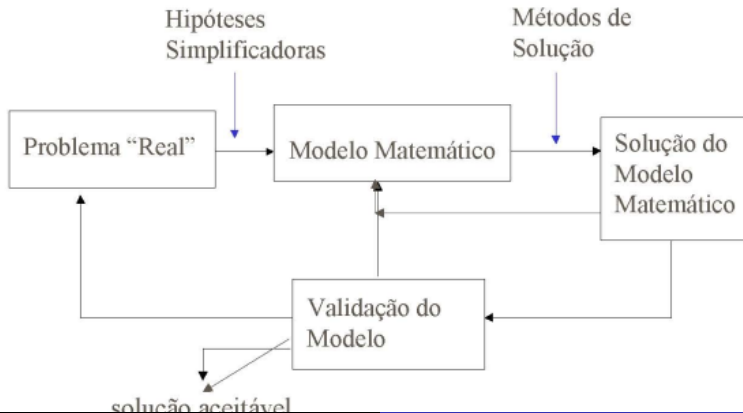 Hipóteses
Simplificadoras
Métodos de
Solução
Problema “Real”
Modelo Matemático
Solução do
Modelo
Matemático
Validação do
Modelo
solução aceitável